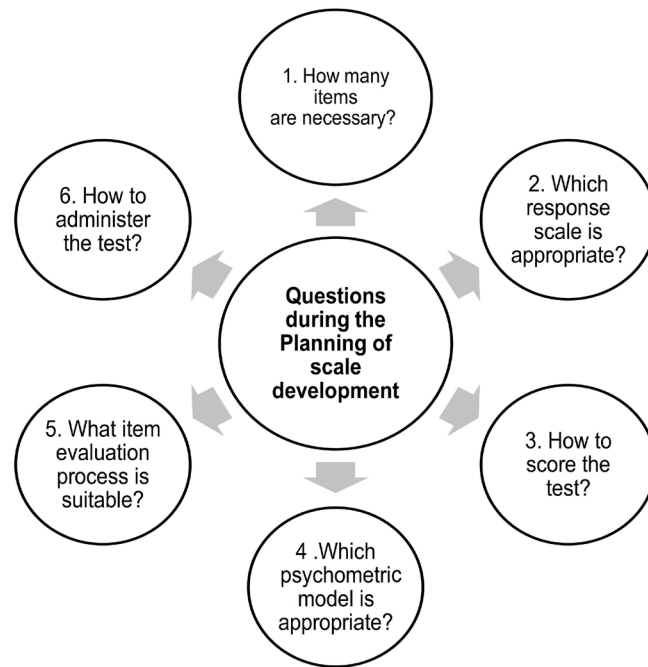 1. How many
items
are necessary?
6. How to
administer
the test?
2. Which
response
scale is
appropriate?
Questions
during the
Planning of
scale
development
5. What item
evaluation
process is
suitable?
3. How to
score the
test?
4 .Which
psychometric
model is
appropriate?